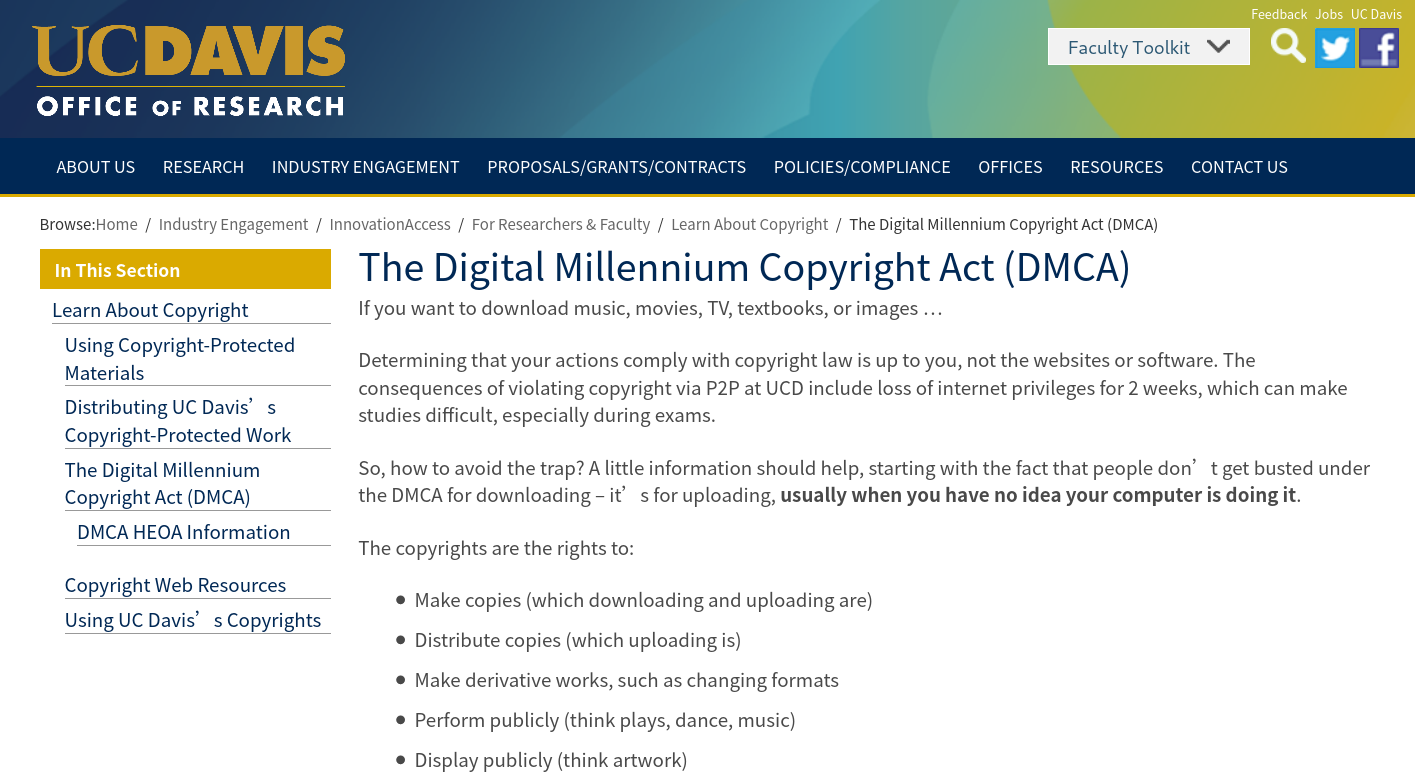 Feedback Jobs UC Davis
UC DAVIS
OFFICE OF RESEARCH
Faculty Toolkit
ABOUT US RESEARCH INDUSTRY ENGAGEMENT PROPOSALS/GRANTS/CONTRACTS POLICIES/COMPLIANCE OFFICES RESOURCES CONTACT US
Browse:Home / Industry Engagement / InnovationAccess / For Researchers & Faculty / Learn About Copyright / The Digital Millennium Copyright Act (DMCA)
In This Section
Learn About Copyright
Using Copyright-Protected
Materials
Distributing UC Davis’s
Copyright-Protected Work
The Digital Millennium
Copyright Act (DMCA)
DMCA HEOA Information
Copyright Web Resources
Using UC Davis’s Copyrights
The Digital Millennium Copyright Act (DMCA)
If you want to download music, movies, TV, textbooks, or images …
Determining that your actions comply with copyright law is up to you, not the websites or software. The
consequences of violating copyright via P2P at UCD include loss of internet privileges for 2 weeks, which can make
studies difficult, especially during exams.
So, how to avoid the trap? A little information should help, starting with the fact that people don’t get busted under
the DMCA for downloading – it’s for uploading, usually when you have no idea your computer is doing it.
The copyrights are the rights to:
● Make copies (which downloading and uploading are)
● Distribute copies (which uploading is)
● Make derivative works, such as changing formats
● Perform publicly (think plays, dance, music)
● Display publicly (think artwork)